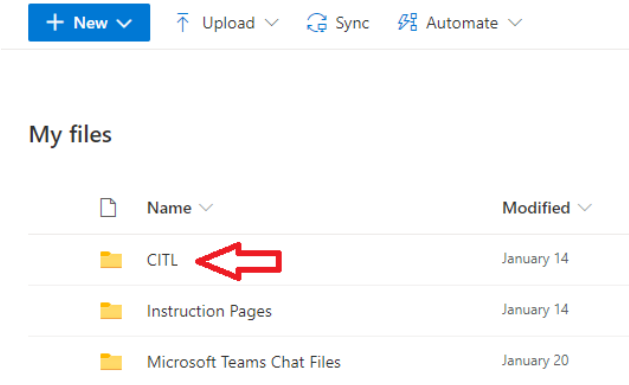 New Upload Sync Automate
My files
Name Modified
CITL January 14
Instruction Pages January 14
Microsoft Teams Chat Files January 20